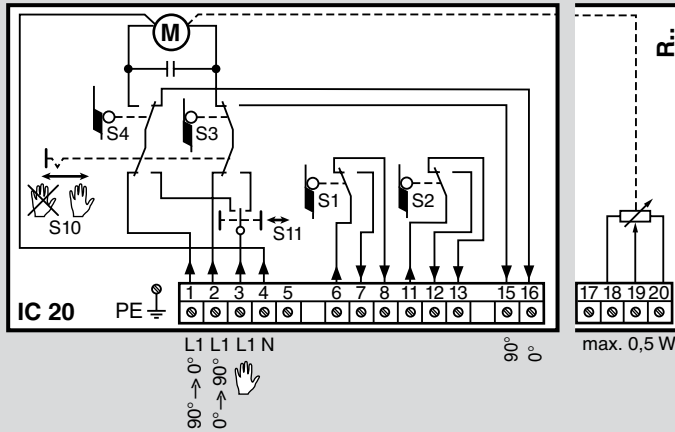 M
R..
S4
S3
S1
S2
S10
S11
IC 20
PE
1 2 3 4 5 6 7 8 11 12 13 15 16
17 18 19 20
L1 L1 L1 N
90° → 0°
0° → 90°
90°
0°
max. 0,5 W